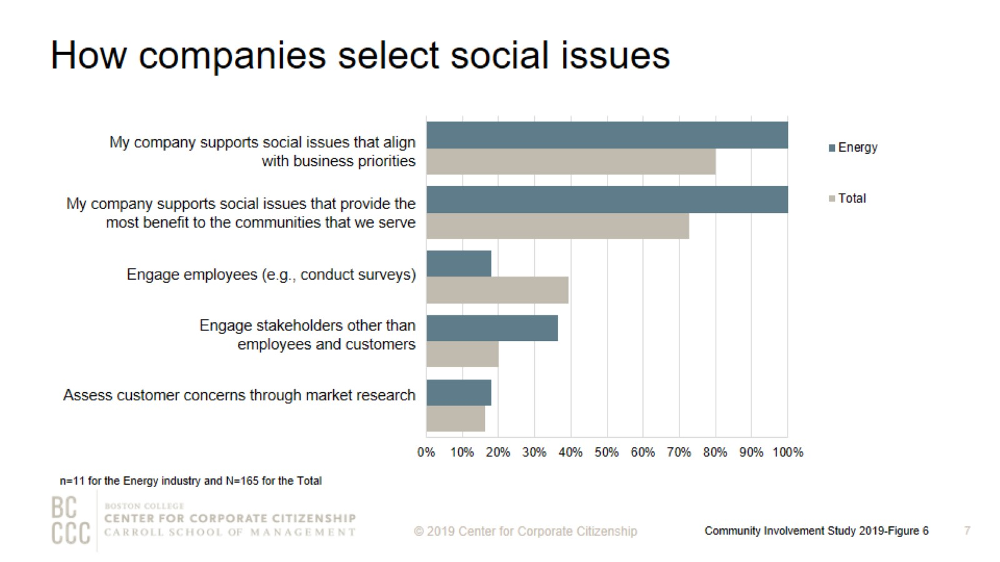 How companies select social issues
My company supports social issues that align
with business priorities
My company supports social issues that provide the
most benefit to the communities that we serve
Engage employees (e.g., conduct surveys)
Engage stakeholders other than
employees and customers
Assess customer concerns through market research
Energy
Total
0% 10% 20% 30% 40% 50% 60% 70% 80% 90% 100%
n=11 for the Energy industry and N=165 for the Total
BC
CCC
BOSTON COLLEGE
CENTER FOR CORPORATE CITIZENSHIP
CARROLL SCHOOL OF MANAGEMENT
© 2019 Center for Corporate Citizenship
Community Involvement Study 2019-Figure 6
7